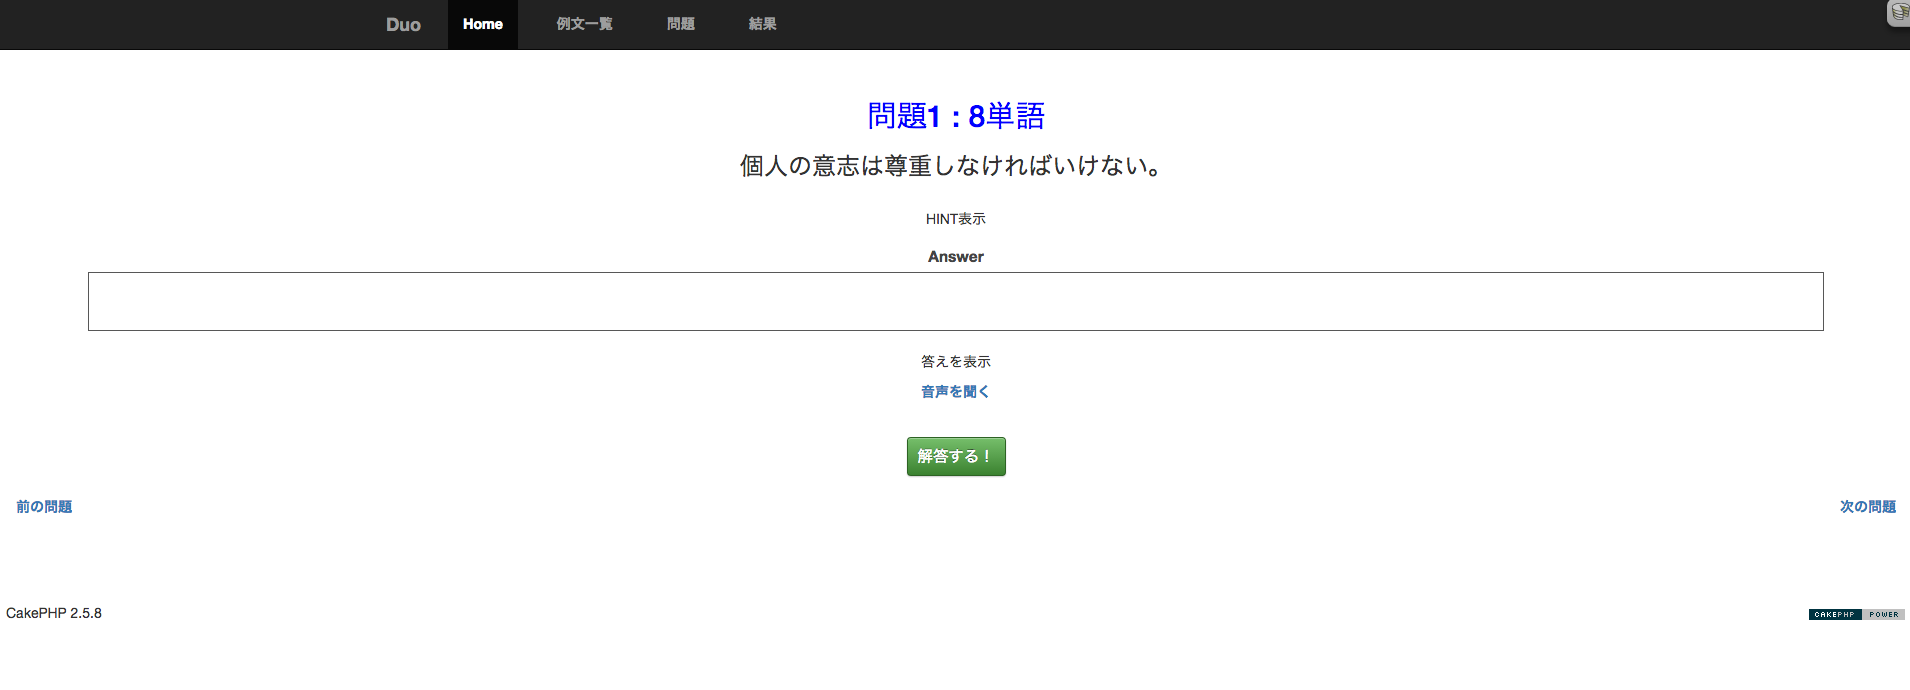 Duo Home 例文一覧 問題 結果
問題1 : 8単語
個人の意志は尊重しなければいけない。
HINT表示
Answer
答えを表示
音声を聞く
解答する！
前の問題 次の問題
CakePHP 2.5.8 CAKEPHP POWER